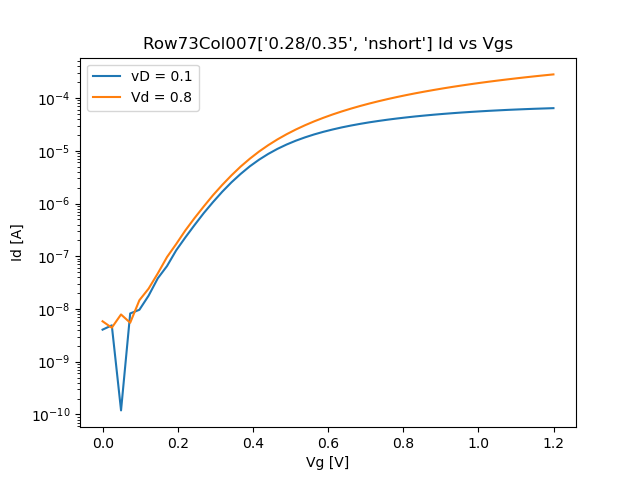 Row73Col007['0.28/0.35', 'nshort'] Id vs Vgs
vD = 0.1
Vd = 0.8
Id [A]
10⁻⁴
10⁻⁵
10⁻⁶
10⁻⁷
10⁻⁸
10⁻⁹
10⁻¹⁰
0.0 0.2 0.4 0.6 0.8 1.0 1.2
Vg [V]